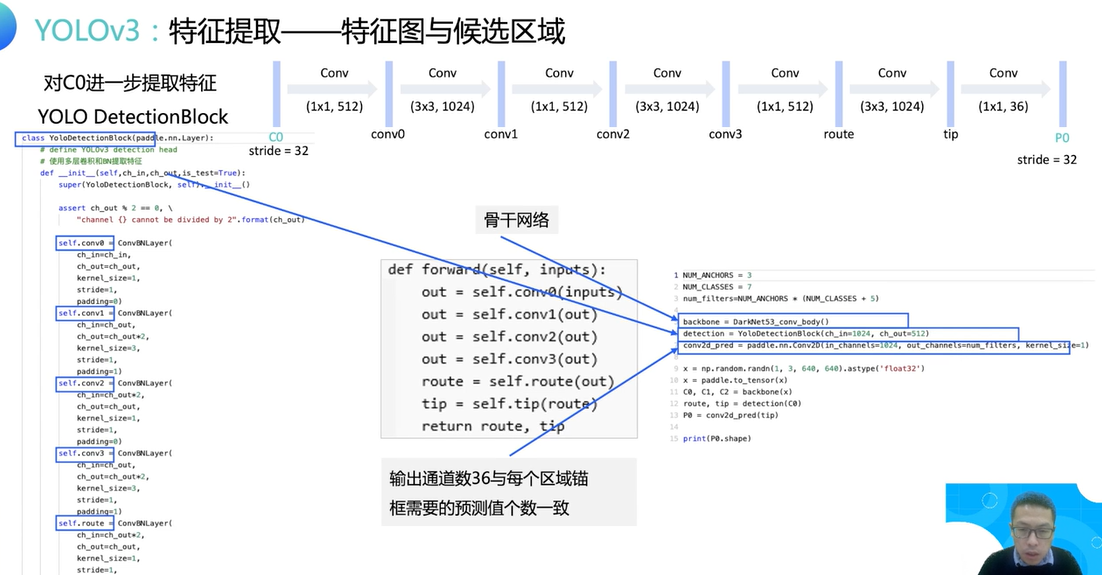 YOLOv3：特征提取——特征图与候选区域
对C0进一步提取特征
YOLO DetectionBlock
Conv
Conv
Conv
Conv
Conv
Conv
Conv
(1x1, 512)
(3x3, 1024)
(1x1, 512)
(3x3, 1024)
(1x1, 512)
(3x3, 1024)
(1x1, 36)
C0
conv0
conv1
conv2
conv3
route
tip
P0
stride = 32
stride = 32
class YoloDetectionBlock(paddle.nn.Layer):
# define YOLOv3 detection head
# 使用多层卷积和BN提取特征
def __init__(self,ch_in,ch_out,is_test=True):
super(YoloDetectionBlock, self).__init__()
assert ch_out % 2 == 0, \
"channel {} cannot be divided by 2".format(ch_out)
self.conv0 = ConvBNLayer(
ch_in=ch_in,
ch_out=ch_out,
kernel_size=1,
stride=1,
padding=0)
self.conv1 = ConvBNLayer(
ch_in=ch_out,
ch_out=ch_out*2,
kernel_size=3,
stride=1,
padding=1)
self.conv2 = ConvBNLayer(
ch_in=ch_out*2,
ch_out=ch_out,
kernel_size=1,
stride=1,
padding=0)
self.conv3 = ConvBNLayer(
ch_in=ch_out,
ch_out=ch_out*2,
kernel_size=3,
stride=1,
padding=1)
self.route = ConvBNLayer(
ch_in=ch_out*2,
ch_out=ch_out,
kernel_size=1,
stride=1,
骨干网络
def forward(self, inputs):
out = self.conv0(inputs)
out = self.conv1(out)
out = self.conv2(out)
out = self.conv3(out)
route = self.route(out)
tip = self.tip(route)
return route, tip
输出通道数36与每个区域锚
框需要的预测值个数一致
1 NUM_ANCHORS = 3
2 NUM_CLASSES = 7
3 num_filters=NUM_ANCHORS * (NUM_CLASSES + 5)
backbone = DarkNet53_conv_body()
detection = YoloDetectionBlock(ch_in=1024, ch_out=512)
conv2d_pred = paddle.nn.Conv2D(in_channels=1024, out_channels=num_filters, kernel_size=1)
9 x = np.random.randn(1, 3, 640, 640).astype('float32')
10 x = paddle.to_tensor(x)
11 C0, C1, C2 = backbone(x)
12 route, tip = detection(C0)
13 P0 = conv2d_pred(tip)
14
15 print(P0.shape)